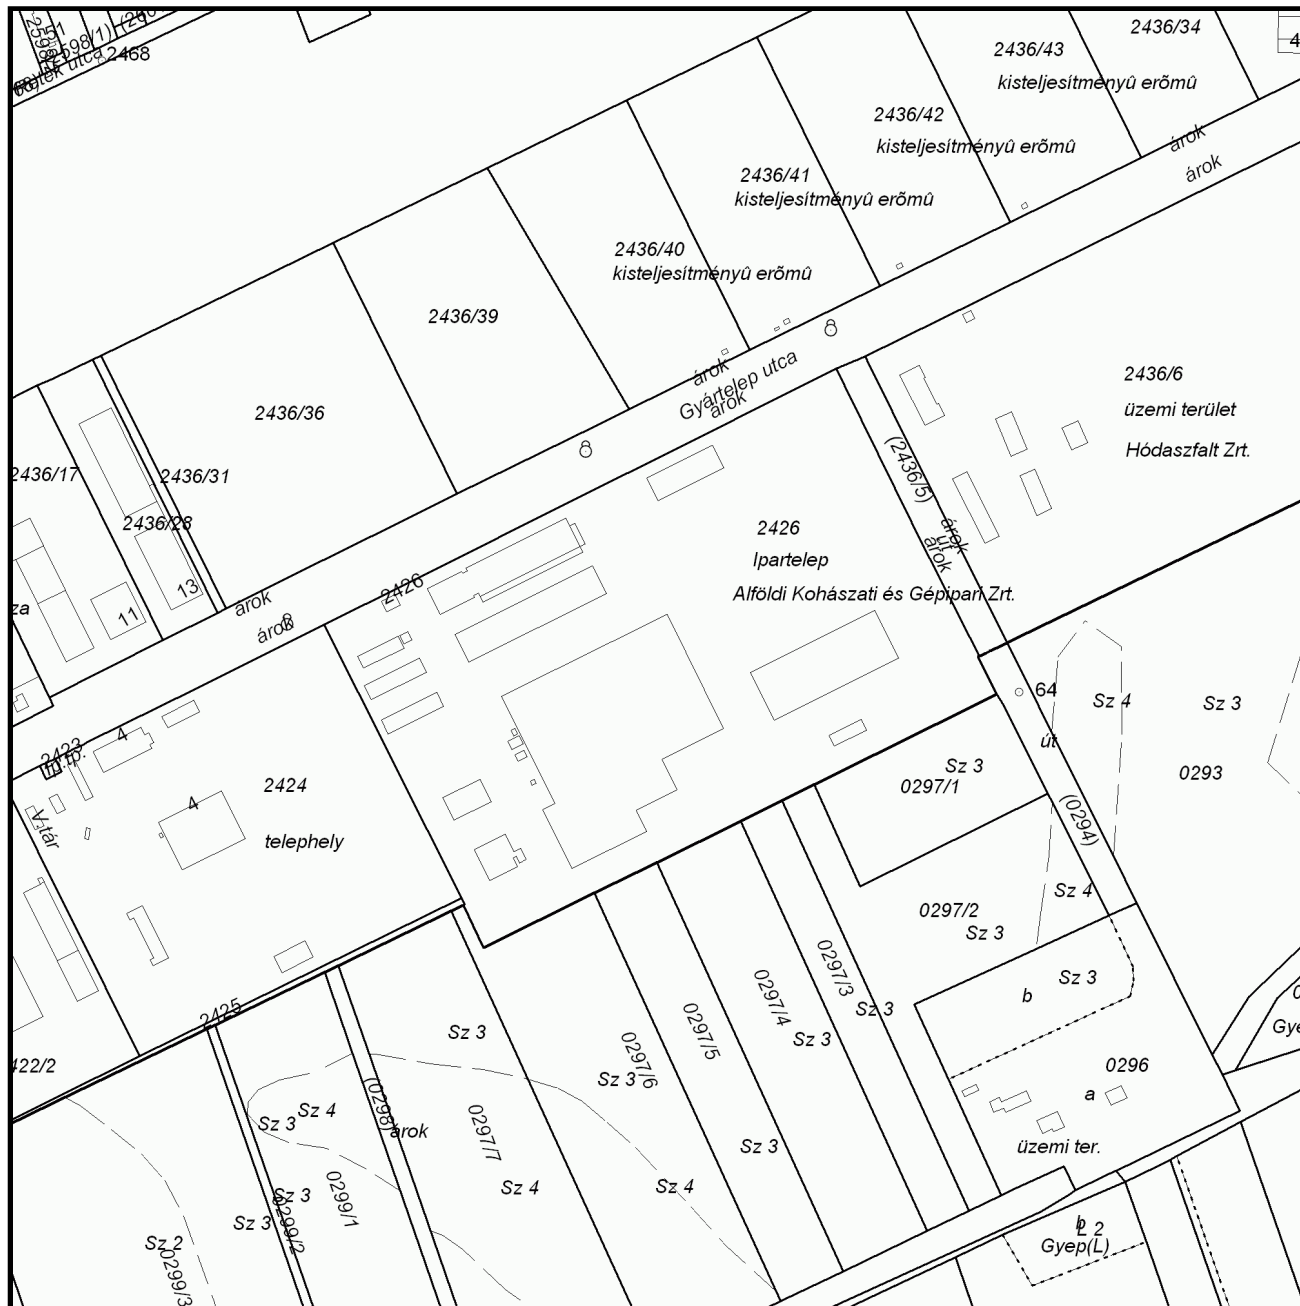 51
2598/1)
2468
2436/34
2436/43
kisteljesítményû erõmû
2436/42
kisteljesítményû erõmû
árok
árok
2436/41
kisteljesítményû erõmû
2436/40
kisteljesítményû erõmû
2436/39
árok
Gyártelep utca
árok
2436/6
üzemi terület
Hódaszfalt Zrt.
2436/36
2436/17
2436/31
2436/28
(2436/5)
árok
út
árok
2426
Ipartelep
Alföldi Kohászati és Gépipari Zrt.
2426
13
11
árok
árok
za
64
Sz 4
Sz 3
út
0293
2423
4
2424
4
telephely
V.tár
Sz 3
0297/1
(0294)
Sz 4
0297/2
Sz 3
0297/3
Sz 3
b
Sz 3
0297/4
Sz 3
0297/5
2425
Sz 3
0297/6
Sz 3
422/2
0296
a
üzemi ter.
Sz 4
Sz 3
(0298)
árok
0297/7
Sz 3
Sz 4
Sz 4
Sz 3
0299/1
0299/2
Sz 3
Sz 2
0299/3
b
L 2
Gyep(L)